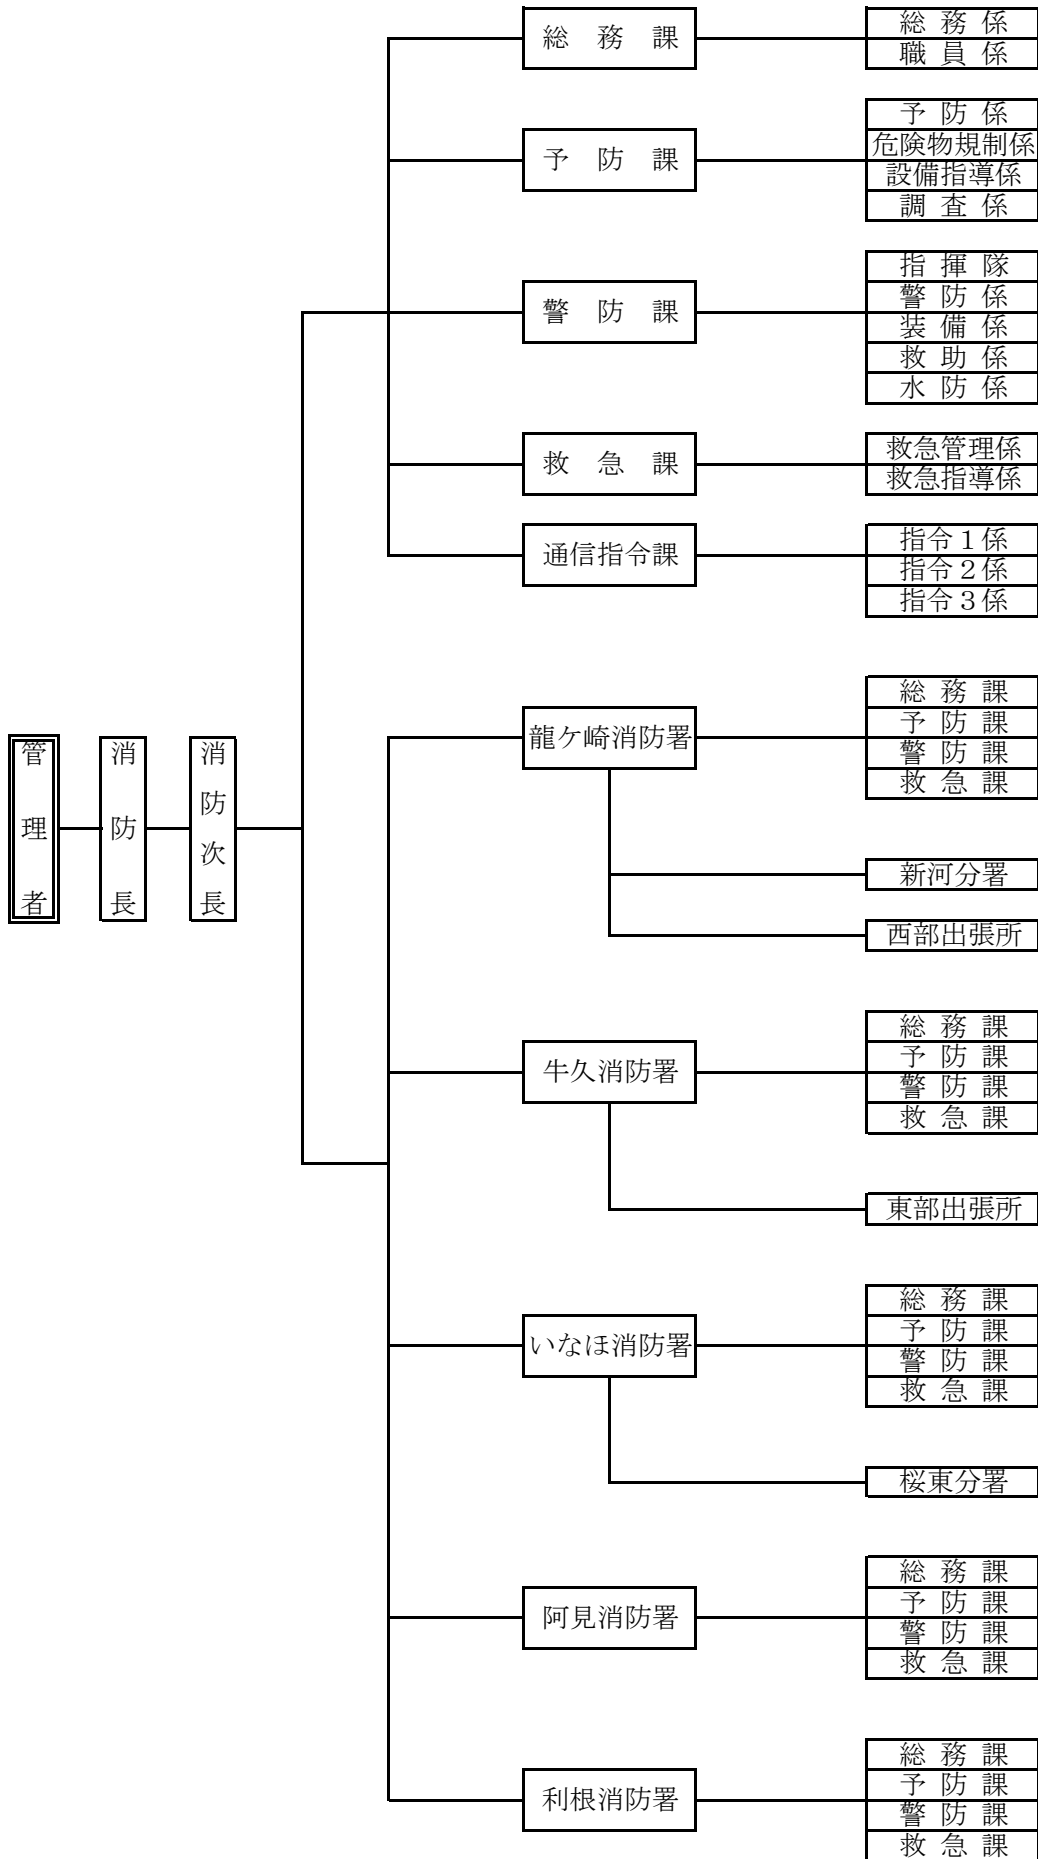 管理者
消防長
消防次長
総務課
総務係
職員係
予防課
予防係
危険物規制係
設備指導係
調査係
警防課
指揮隊
警防係
装備係
救助係
水防係
救急課
救急管理係
救急指導係
通信指令課
指令１係
指令２係
指令３係
龍ケ崎消防署
総務課
予防課
警防課
救急課
新河分署
西部出張所
牛久消防署
総務課
予防課
警防課
救急課
東部出張所
いなほ消防署
総務課
予防課
警防課
救急課
桜東分署
阿見消防署
総務課
予防課
警防課
救急課
利根消防署
総務課
予防課
警防課
救急課